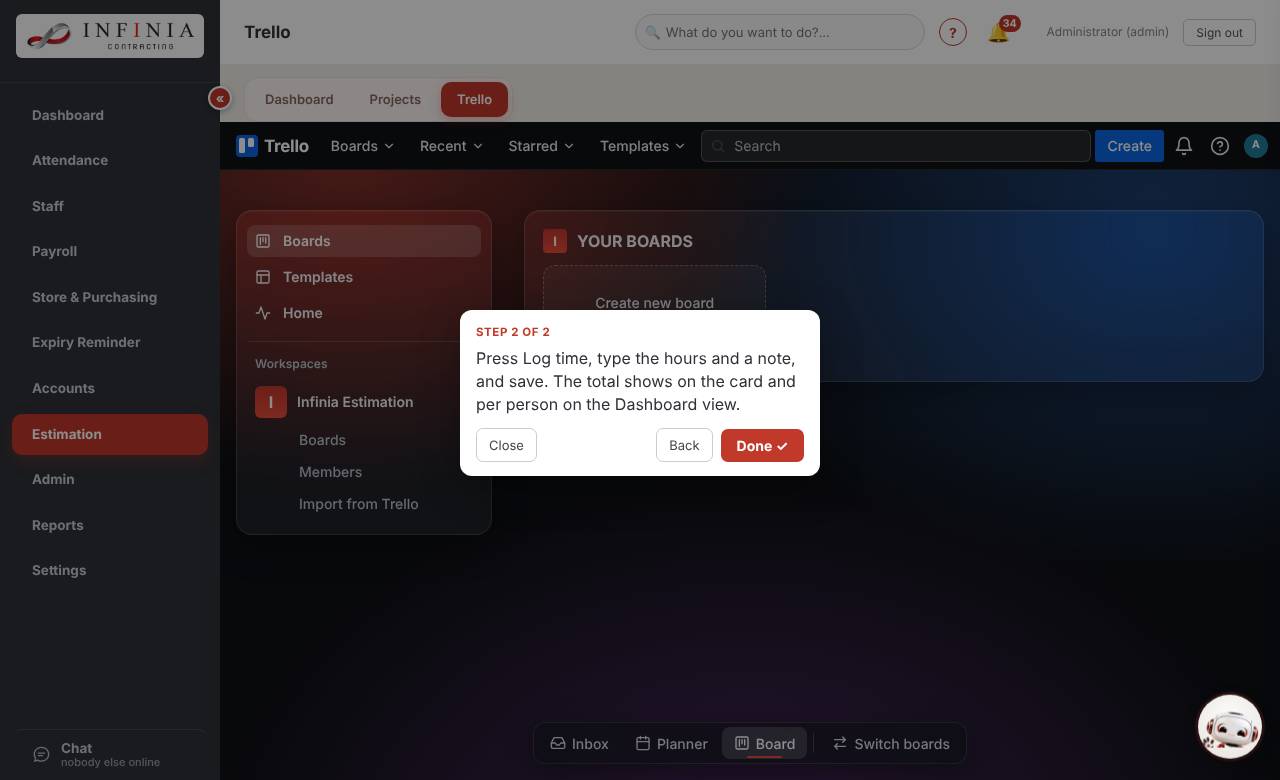 INFINIA
CONTRACTING
Trello
What do you want to do?...
?
34
Administrator (admin)
Sign out
«
Dashboard
Projects
Trello
Dashboard
Attendance
Staff
Payroll
Store & Purchasing
Expiry Reminder
Accounts
Estimation
Admin
Reports
Settings
Chat
nobody else online
Trello
Boards
Recent
Starred
Templates
Search
Create
A
Boards
Templates
Home
Workspaces
I
Infinia Estimation
Boards
Members
Import from Trello
I
YOUR BOARDS
Create new board
STEP 2 OF 2
Press Log time, type the hours and a note,
and save. The total shows on the card and
per person on the Dashboard view.
Close
Back
Done ✓
Inbox
Planner
Board
Switch boards